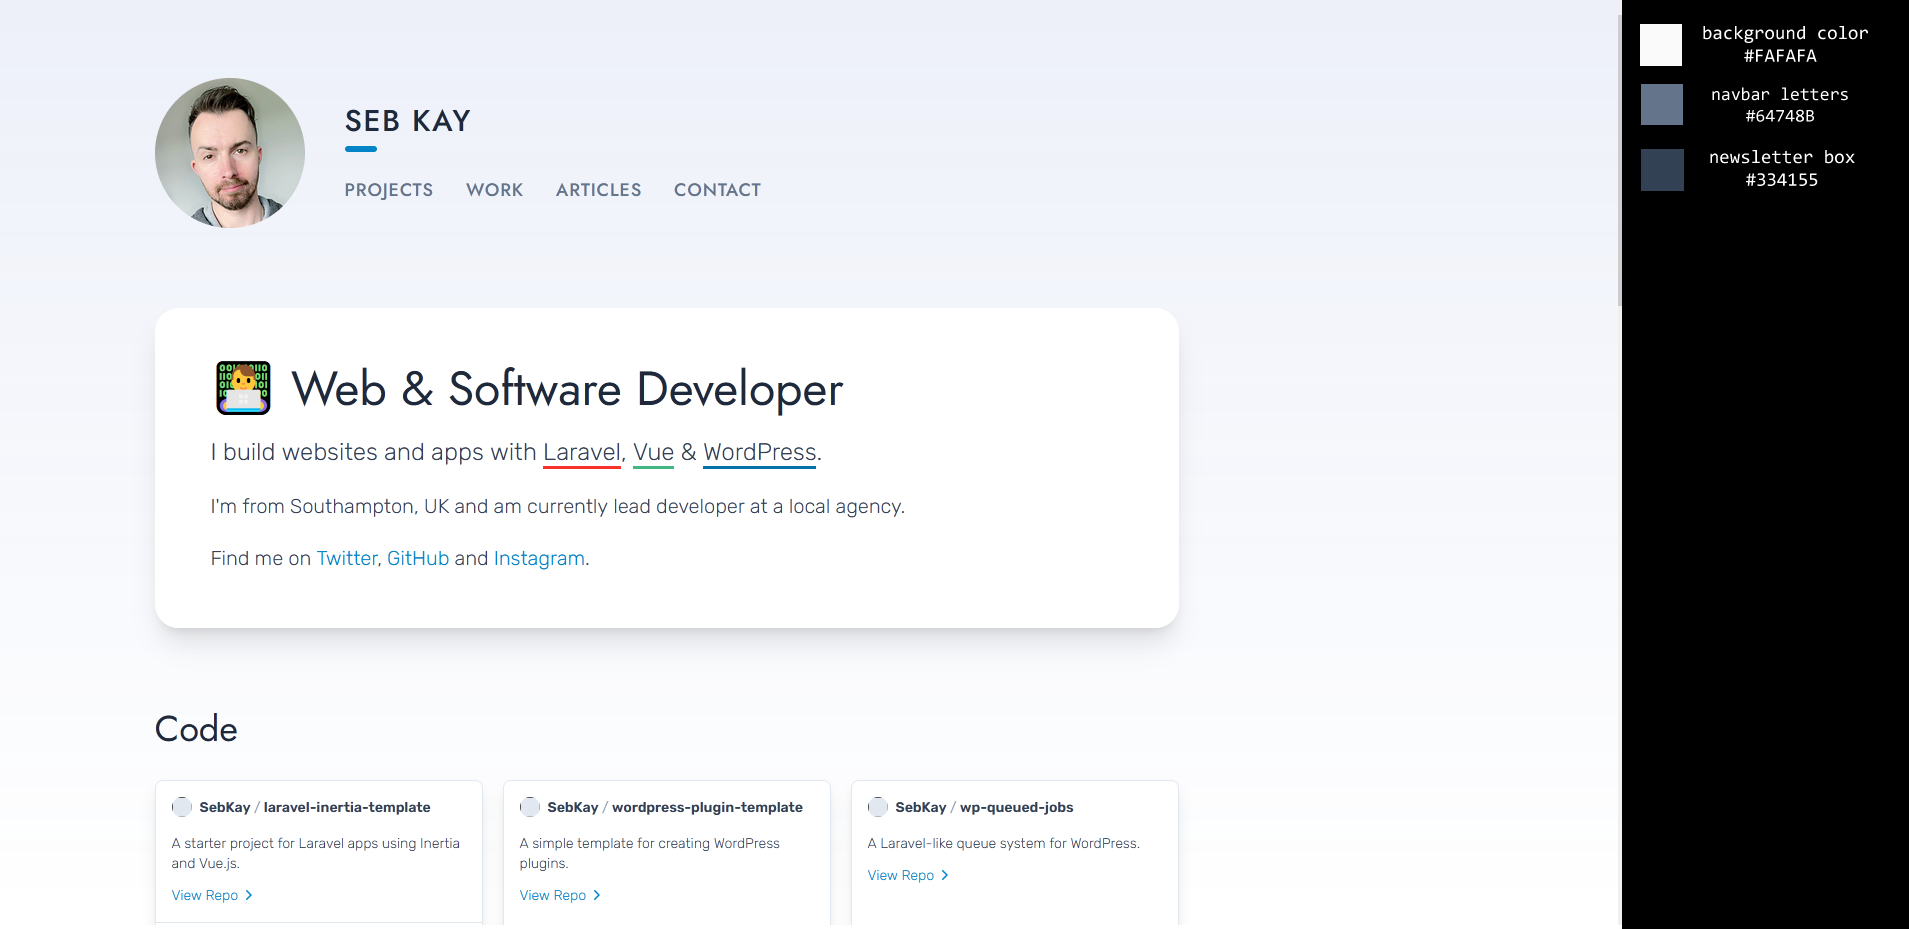 SEB KAY
PROJECTS WORK ARTICLES CONTACT
Web & Software Developer
I build websites and apps with Laravel, Vue & WordPress.
I'm from Southampton, UK and am currently lead developer at a local agency.
Find me on Twitter, GitHub and Instagram.
Code
SebKay / laravel-inertia-template
A starter project for Laravel apps using Inertia
and Vue.js.
View Repo
SebKay / wordpress-plugin-template
A simple template for creating WordPress
plugins.
View Repo
SebKay / wp-queued-jobs
A Laravel-like queue system for WordPress.
View Repo
background color
#FAFAFA
navbar letters
#64748B
newsletter box
#334155